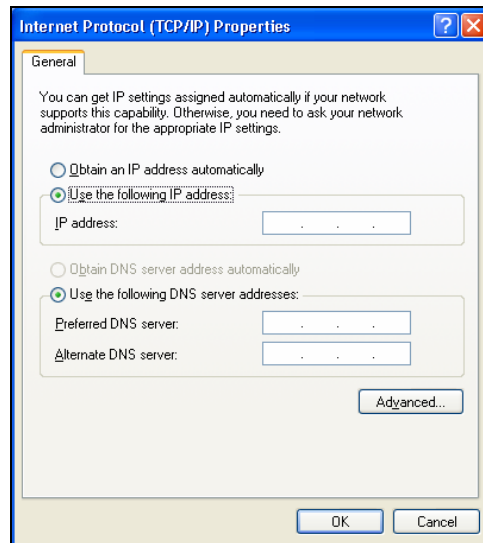 Internet Protocol (TCP/IP) Properties
General
You can get IP settings assigned automatically if your network
supports this capability. Otherwise, you need to ask your network
administrator for the appropriate IP settings.
Obtain an IP address automatically
Use the following IP address:
IP address:
Obtain DNS server address automatically
Use the following DNS server addresses:
Preferred DNS server:
Alternate DNS server:
Advanced...
OK Cancel